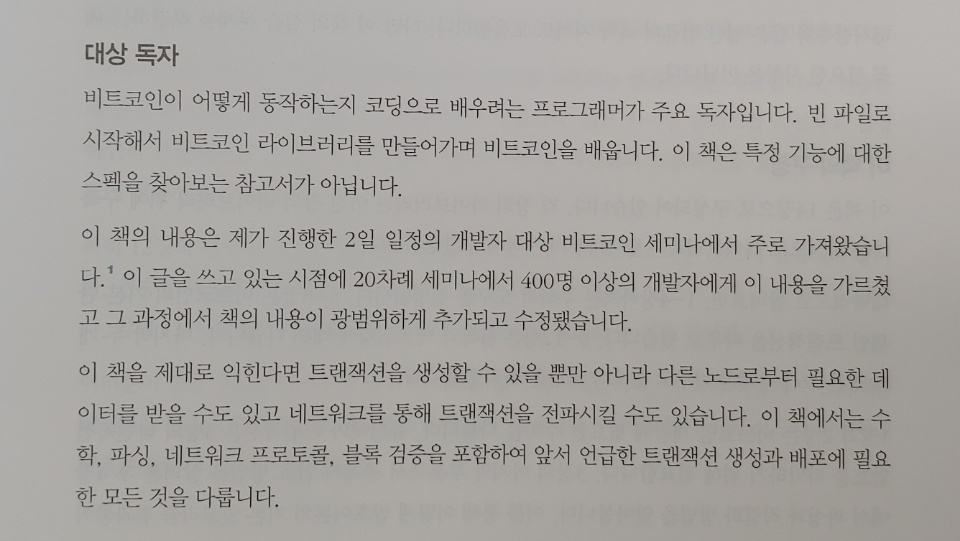 대상 독자
비트코인이 어떻게 동작하는지 코딩으로 배우려는 프로그래머가 주요 독자입니다. 빈 파일로
시작해서 비트코인 라이브러리를 만들어가며 비트코인을 배웁니다. 이 책은 특정 기능에 대한
스펙을 찾아보는 참고서가 아닙니다.
이 책의 내용은 제가 진행한 2일 일정의 개발자 대상 비트코인 세미나에서 주로 가져왔습니
다.¹ 이 글을 쓰고 있는 시점에 20차례 세미나에서 400명 이상의 개발자에게 이 내용을 가르쳤
고 그 과정에서 책의 내용이 광범위하게 추가되고 수정됐습니다.
이 책을 제대로 익힌다면 트랜잭션을 생성할 수 있을 뿐만 아니라 다른 노드로부터 필요한 데
이터를 받을 수도 있고 네트워크를 통해 트랜잭션을 전파시킬 수도 있습니다. 이 책에서는 수
학, 파싱, 네트워크 프로토콜, 블록 검증을 포함하여 앞서 언급한 트랜잭션 생성과 배포에 필요
한 모든 것을 다룹니다.